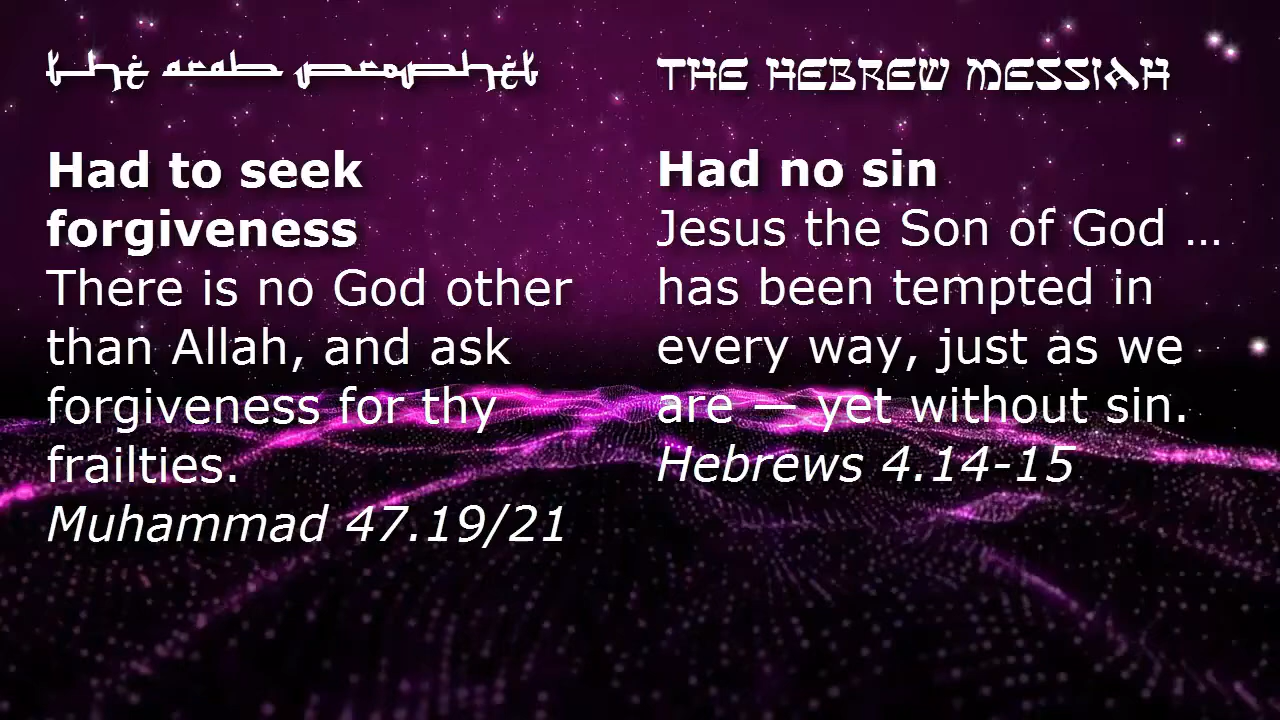 the arab prophet
Had to seek
forgiveness
There is no God other
than Allah, and ask
forgiveness for thy
frailties.
Muhammad 47.19/21
THE HEBREW MESSIAH
Had no sin
Jesus the Son of God …
has been tempted in
every way, just as we
are — yet without sin.
Hebrews 4.14-15